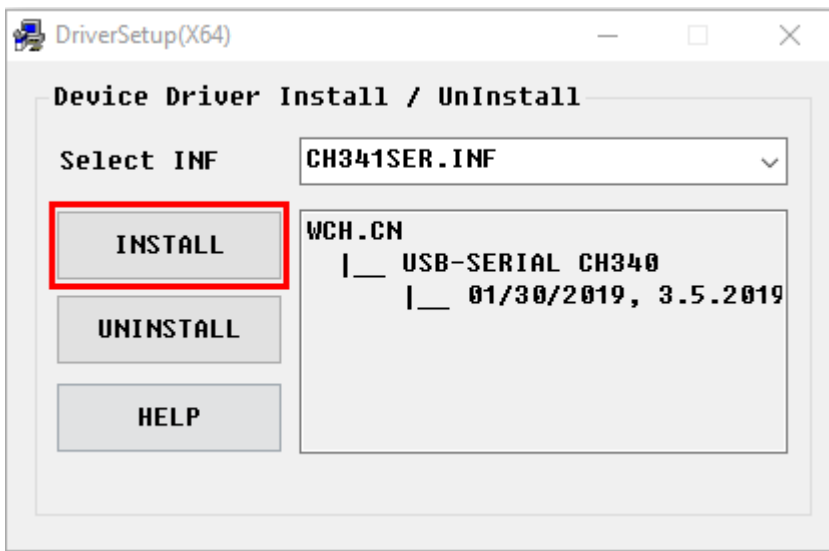 DriverSetup(X64)
Device Driver Install / UnInstall
Select INF
CH341SER.INF
INSTALL
UNINSTALL
HELP
WCH.CN
|__ USB-SERIAL CH340
|__ 01/30/2019, 3.5.2019